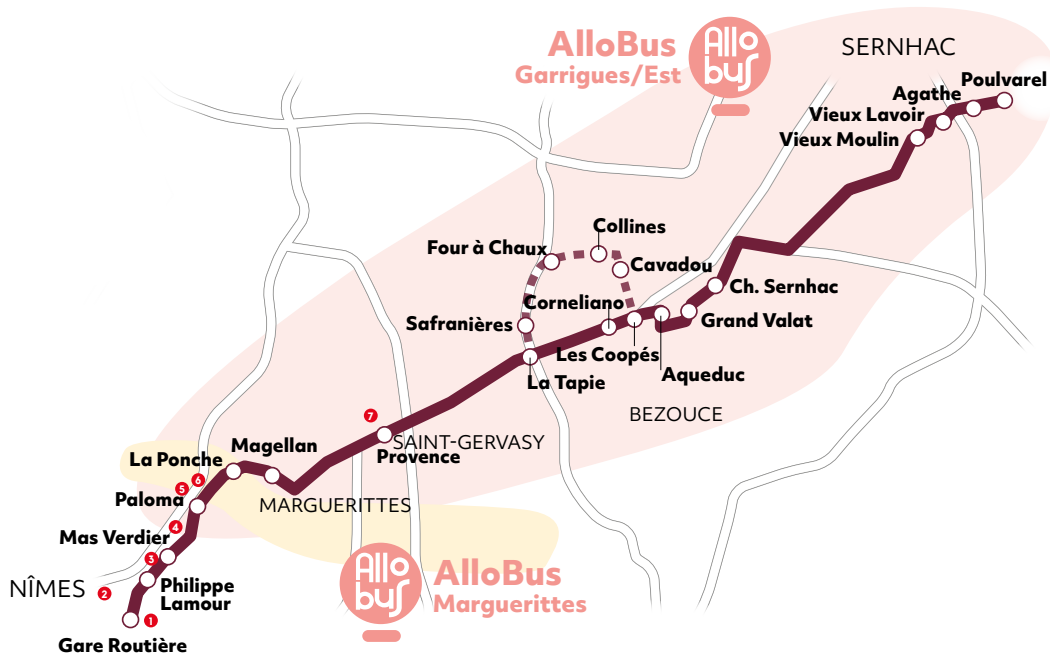 AlloBus
Garrigues/Est
Allo
bus
SERNHAC
Poulvarel
Agathe
Vieux Lavoir
Vieux Moulin
Collines
Four à Chaux
Cavadou
Ch. Sernhac
Corneliano
Safranières
Grand Valat
Les Coopés
Aqueduc
La Tapie
BEZOUCE
7
SAINT-GERVASY
Provence
Magellan
La Ponche
6
5
Paloma
MARGUERITTES
4
Mas Verdier
3
NÎMES
2
Philippe
Lamour
1
Gare Routière
Allo
bus
AlloBus
Marguerittes